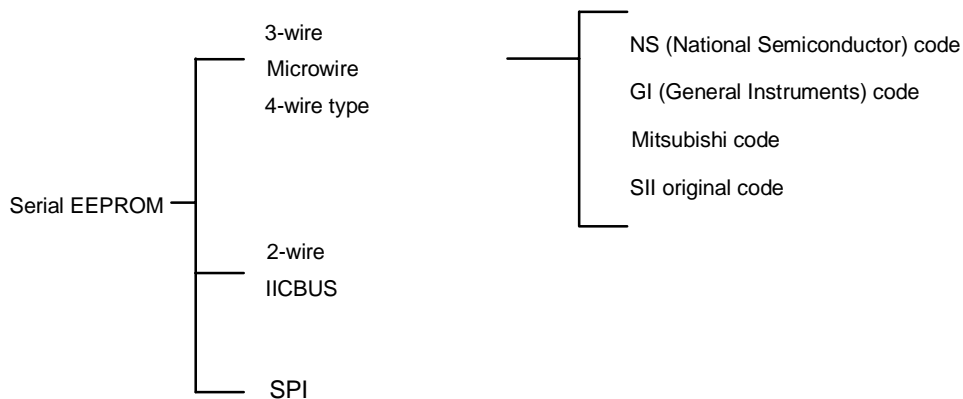 3-wire
Microwire
4-wire type
NS (National Semiconductor) code
GI (General Instruments) code
Mitsubishi code
SII original code
Serial EEPROM
2-wire
IICBUS
SPI